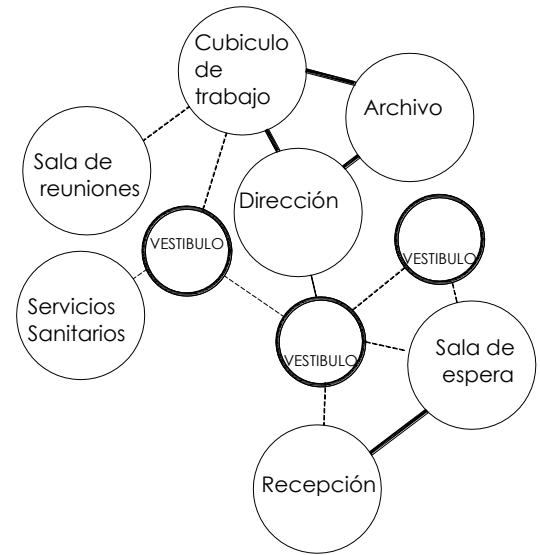 Cubiculo
de
trabajo
Archivo
Sala de
reuniones
Dirección
VESTIBULO
VESTIBULO
Servicios
Sanitarios
VESTIBULO
Sala de
espera
Recepción